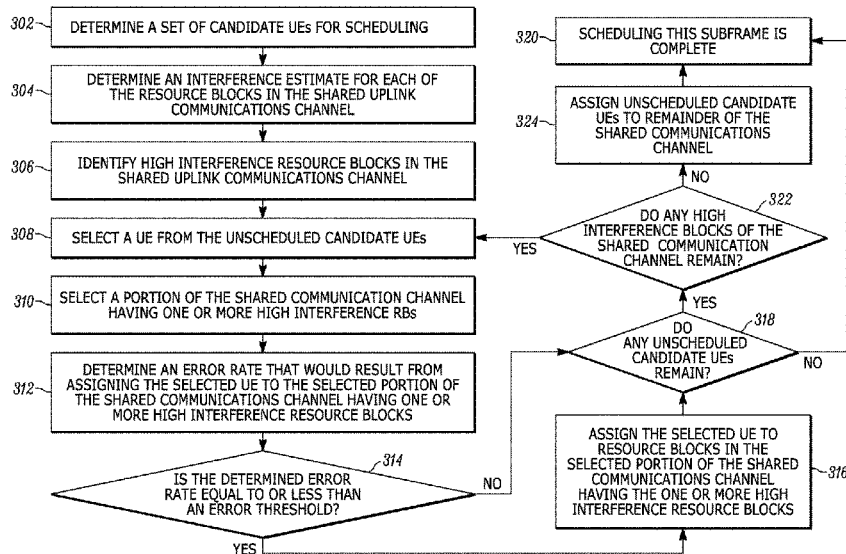 302
DETERMINE A SET OF CANDIDATE UEs FOR SCHEDULING
304
DETERMINE AN INTERFERENCE ESTIMATE FOR EACH OF
THE RESOURCE BLOCKS IN THE SHARED UPLINK
COMMUNICATIONS CHANNEL
306
IDENTIFY HIGH INTERFERENCE RESOURCE BLOCKS IN THE
SHARED UPLINK COMMUNICATIONS CHANNEL
308
SELECT A UE FROM THE UNSCHEDULED CANDIDATE UEs
310
SELECT A PORTION OF THE SHARED COMMUNICATION CHANNEL
HAVING ONE OR MORE HIGH INTERFERENCE RBs
312
DETERMINE AN ERROR RATE THAT WOULD RESULT FROM
ASSIGNING THE SELECTED UE TO THE SELECTED PORTION OF
THE SHARED COMMUNICATIONS CHANNEL HAVING ONE OR
MORE HIGH INTERFERENCE RESOURCE BLOCKS
314
IS THE DETERMINED ERROR
RATE EQUAL TO OR LESS THAN
AN ERROR THRESHOLD?
NO
YES
316
ASSIGN THE SELECTED UE TO
RESOURCE BLOCKS IN THE
SELECTED PORTION OF THE SHARED
COMMUNICATIONS CHANNEL
HAVING THE ONE OR MORE HIGH
INTERFERENCE RESOURCE BLOCKS
318
DO
ANY UNSCHEDULED
CANDIDATE UEs
REMAIN?
NO
YES
322
DO ANY HIGH
INTERFERENCE BLOCKS OF THE
SHARED COMMUNICATION
CHANNEL REMAIN?
YES
NO
324
ASSIGN UNSCHEDULED CANDIDATE
UEs TO REMAINDER OF THE
SHARED COMMUNICATIONS
CHANNEL
320
SCHEDULING THIS SUBFRAME IS
COMPLETE